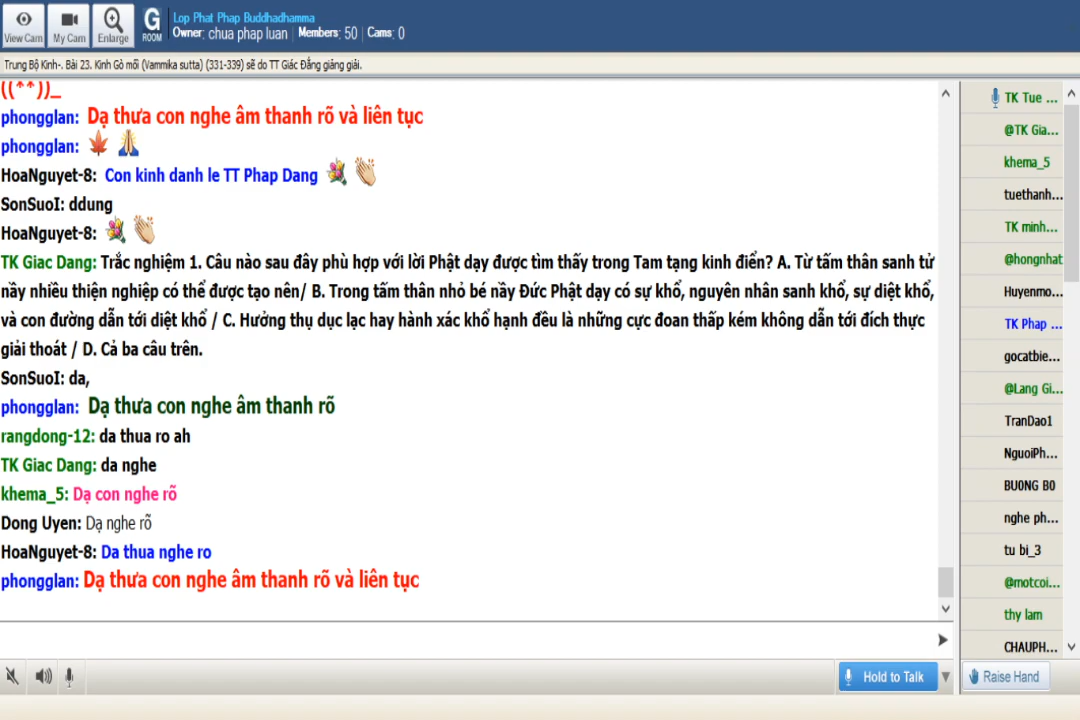 View Cam
My Cam
Enlarge
G
ROOM
Lop Phat Phap Buddhadhamma
Owner: chua phap luan | Members: 50 | Cams: 0
Trung Bộ Kinh-. Bài 23. Kinh Gò mối (Vammika sutta) (331-339) sẽ do TT Giác Đẳng giảng giải.
((^^))_
phongglan: Dạ thưa con nghe âm thanh rõ và liên tục
phongglan:
HoaNguyet-8: Con kinh danh le TT Phap Dang
SonSuoI: ddung
HoaNguyet-8:
TK Giac Dang: Trắc nghiệm 1. Câu nào sau đây phù hợp với lời Phật dạy được tìm thấy trong Tam tạng kinh điển? A. Từ tấm thân sanh tử
nầy nhiều thiện nghiệp có thể được tạo nên/ B. Trong tấm thân nhỏ bé nầy Đức Phật dạy có sự khổ, nguyên nhân sanh khổ, sự diệt khổ,
và con đường dẫn tới diệt khổ / C. Hưởng thụ dục lạc hay hành xác khổ hạnh đều là những cực đoan thấp kém không dẫn tới đích thực
giải thoát / D. Cả ba câu trên.
SonSuoI: da,
phongglan: Dạ thưa con nghe âm thanh rõ
rangdong-12: da thua ro ah
TK Giac Dang: da nghe
khema_5: Dạ con nghe rõ
Dong Uyen: Dạ nghe rõ
HoaNguyet-8: Da thua nghe ro
phongglan: Dạ thưa con nghe âm thanh rõ và liên tục
TK Tue ...
@TK Gia...
khema_5
tuethanh...
TK minh...
@hongnhat
Huyenmo...
TK Phap ...
gocatbie...
@Lang Gi...
TranDao1
NguoiPh...
BUONG BO
nghe ph...
tu bi_3
@motcoi...
thy lam
CHAUPH...
Hold to Talk
Raise Hand